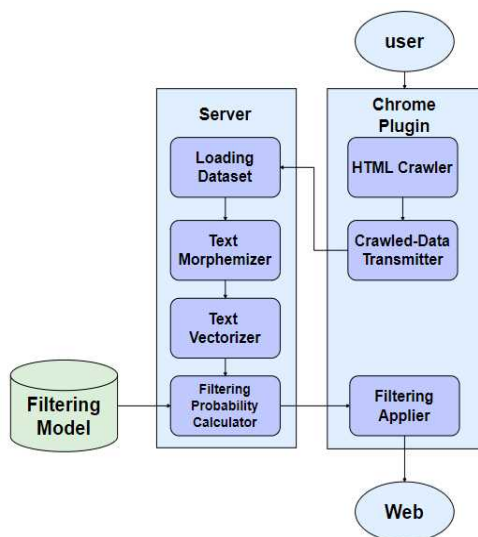 user
Server
Chrome
Plugin
Loading
Dataset
HTML Crawler
Text
Morphemizer
Crawled-Data
Transmitter
Text
Vectorizer
Filtering
Model
Filtering
Probability
Calculator
Filtering
Applier
Web